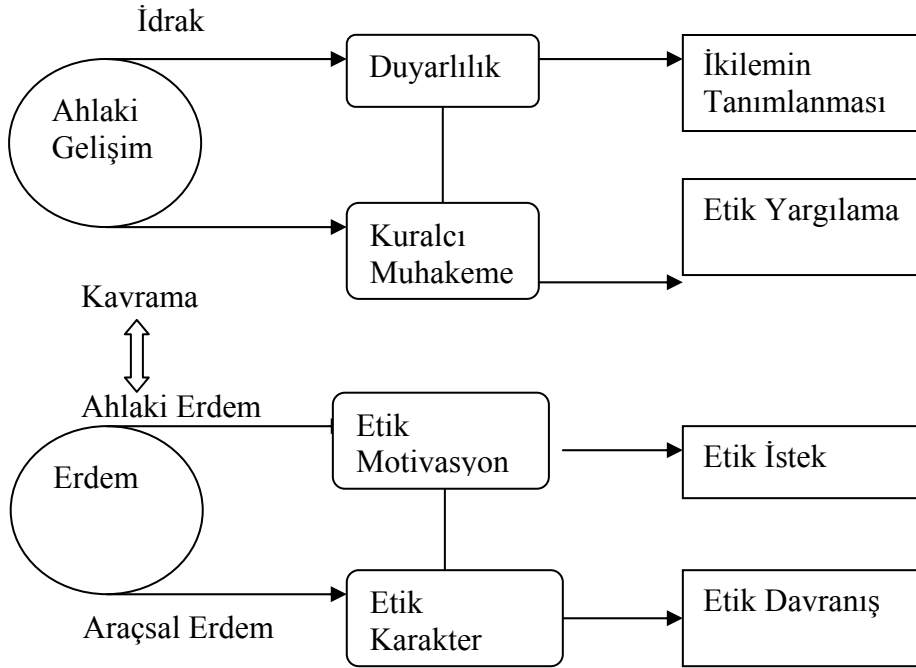 İdrak
Ahlaki
Gelişim
Duyarlılık
İkilemin
Tanımlanması
Kuralcı
Muhakeme
Etik Yargılama
Kavrama
Ahlaki Erdem
Erdem
Etik
Motivasyon
Etik İstek
Araçsal Erdem
Etik
Karakter
Etik Davranış